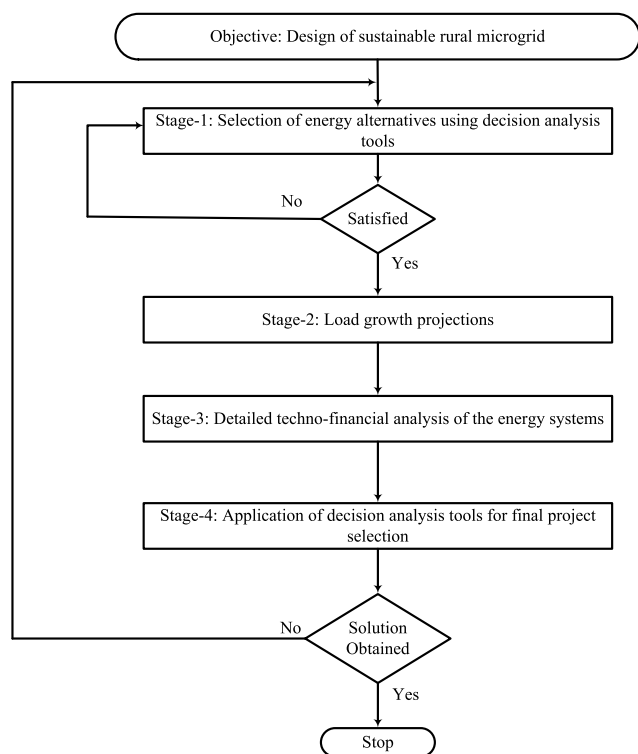 Objective: Design of sustainable rural microgrid
Stage-1: Selection of energy alternatives using decision analysis
tools
No
Satisfied
Yes
Stage-2: Load growth projections
Stage-3: Detailed techno-financial analysis of the energy systems
Stage-4: Application of decision analysis tools for final project
selection
No
Solution
Obtained
Yes
Stop